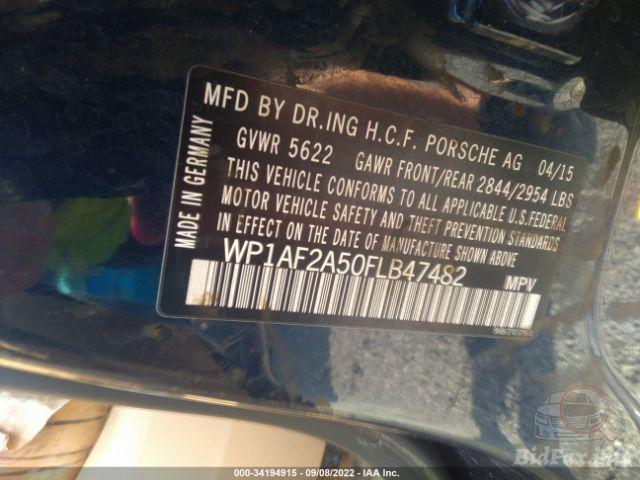 MADE IN GERMANY
MFD BY DR.ING H.C.F. PORSCHE AG 04/15
GVWR 5622 GAWR FRONT/REAR 2844/2954 LBS
THIS VEHICLE CONFORMS TO ALL APPLICABLE U.S.FEDERAL
MOTOR VEHICLE SAFETY AND THEFT PREVENTION STANDARDS
IN EFFECT ON THE DATE OF MANUFACTURE SHOWN ABOVE
WP1AF2A50FLB47482 MPV
BidFax.info
000-34194915 - 09/08/2022 - IAA Inc.